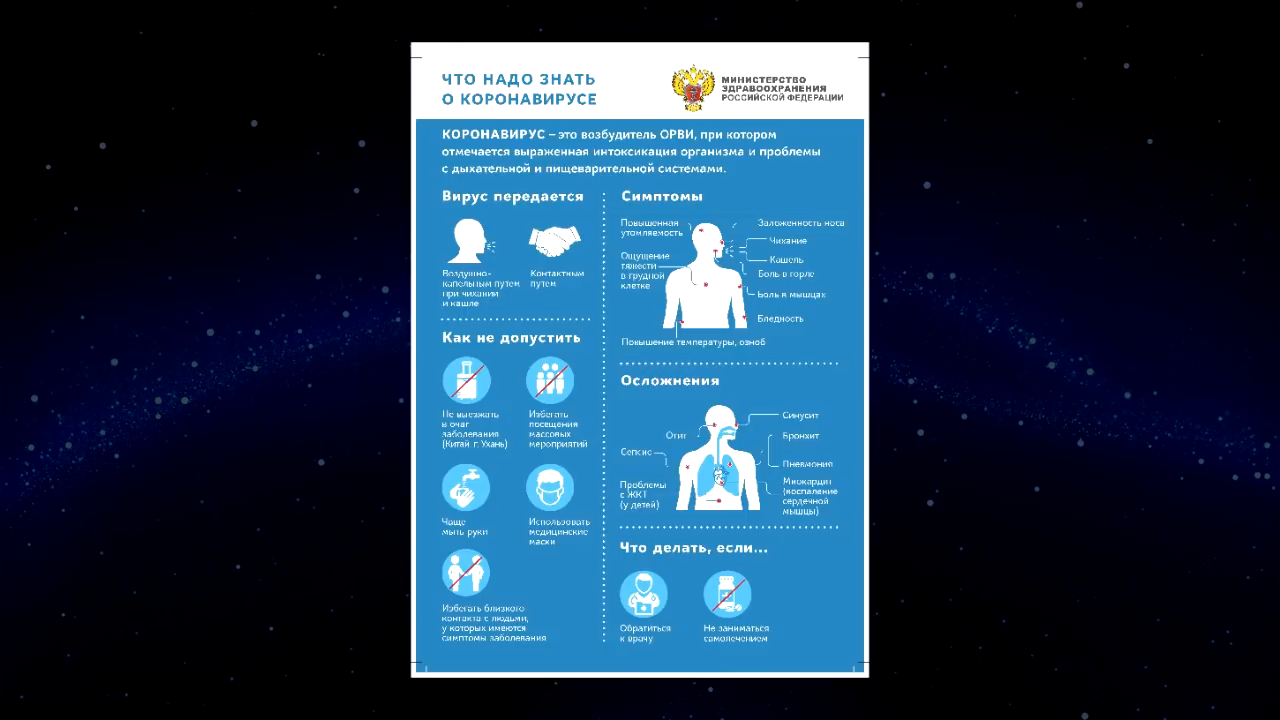 ЧТО НАДО ЗНАТЬ
О КОРОНАВИРУСЕ
МИНИСТЕРСТВО
ЗДРАВООХРАНЕНИЯ
РОССИЙСКОЙ ФЕДЕРАЦИИ
КОРОНАВИРУС – это возбудитель ОРВИ, при котором
отмечается выраженная интоксикация организма и проблемы
с дыхательной и пищеварительной системами.
Вирус передается
Воздушно-
капельным путем
при чихании
и кашле
Контактным
путем
Как не допустить
Не выезжать
в очаг
заболевания
(Китай г. Ухань)
Избегать
посещения
массовых
мероприятий
Чаще
мыть руки
Использовать
медицинские
маски
Избегать близкого
контакта с людьми,
у которых имеются
симптомы заболевания
Симптомы
Повышенная
утомляемость
Ощущение
тяжести
в грудной
клетке
Заложенность носа
Чихание
Кашель
Боль в горле
Боль в мышцах
Бледность
Повышение температуры, озноб
Осложнения
Отит
Сепсис
Проблемы
с ЖКТ
(у детей)
Синусит
Бронхит
Пневмония
Миокардит
(воспаление
сердечной
мышцы)
Что делать, если...
Обратиться
к врачу
Не заниматься
самолечением